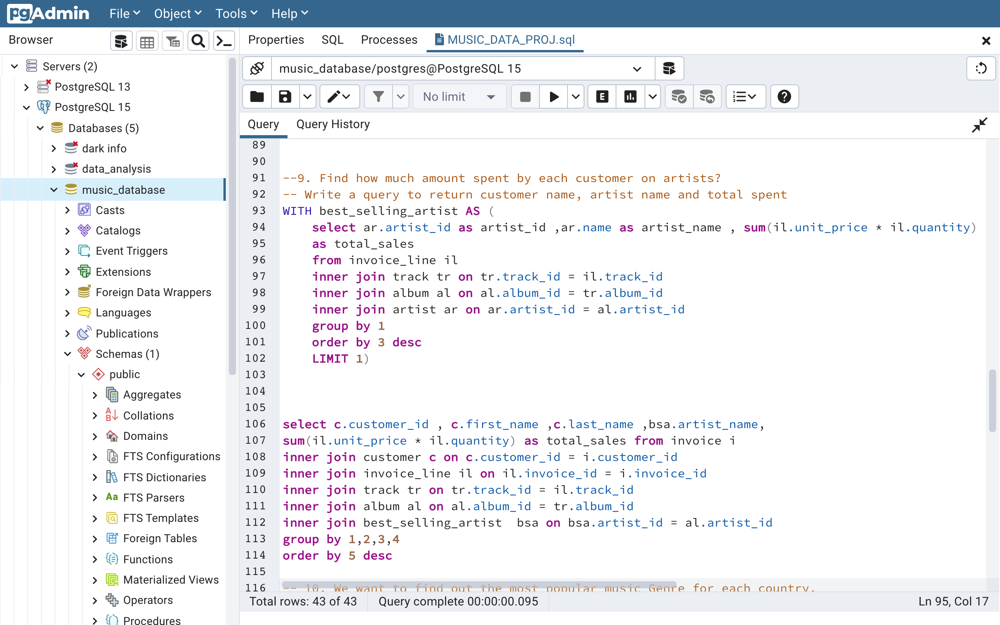 pgAdmin File Object Tools Help
Browser
Properties SQL Processes MUSIC_DATA_PROJ.sql
Servers (2)
PostgreSQL 13
PostgreSQL 15
Databases (5)
dark info
data_analysis
music_database
Casts
Catalogs
Event Triggers
Extensions
Foreign Data Wrappers
Languages
Publications
Schemas (1)
public
Aggregates
Collations
Domains
FTS Configurations
FTS Dictionaries
Aa FTS Parsers
FTS Templates
Foreign Tables
Functions
Materialized Views
Operators
Procedures
music_database/postgres@PostgreSQL 15
No limit E
Query Query History
89
90
91 --9. Find how much amount spent by each customer on artists?
92 -- Write a query to return customer name, artist name and total spent
93 WITH best_selling_artist AS (
94 select ar.artist_id as artist_id ,ar.name as artist_name , sum(il.unit_price * il.quantity)
95 as total_sales
96 from invoice_line il
97 inner join track tr on tr.track_id = il.track_id
98 inner join album al on al.album_id = tr.album_id
99 inner join artist ar on ar.artist_id = al.artist_id
100 group by 1
101 order by 3 desc
102 LIMIT 1)
103
104
105
106 select c.customer_id , c.first_name ,c.last_name ,bsa.artist_name,
107 sum(il.unit_price * il.quantity) as total_sales from invoice i
108 inner join customer c on c.customer_id = i.customer_id
109 inner join invoice_line il on il.invoice_id = i.invoice_id
110 inner join track tr on tr.track_id = il.track_id
111 inner join album al on al.album_id = tr.album_id
112 inner join best_selling_artist  bsa on bsa.artist_id = al.artist_id
113 group by 1,2,3,4
114 order by 5 desc
115
116 -- 10. We want to find out the most popular music Genre for each country.
Total rows: 43 of 43 Query complete 00:00:00.095 Ln 95, Col 17